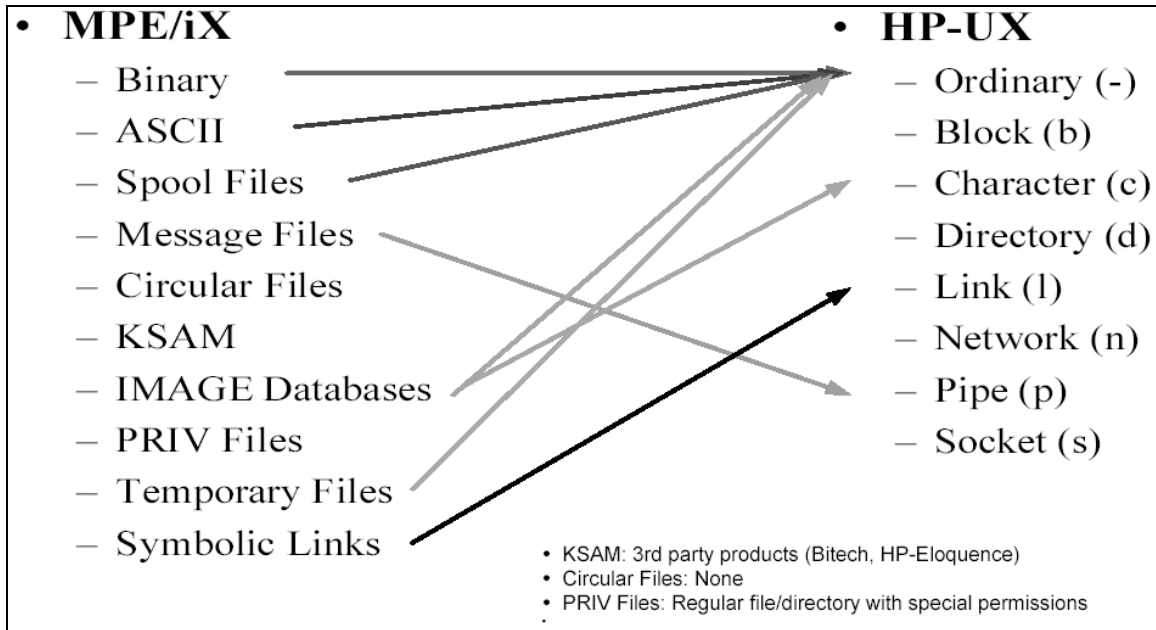 • MPE/iX
– Binary
– ASCII
– Spool Files
– Message Files
– Circular Files
– KSAM
– IMAGE Databases
– PRIV Files
– Temporary Files
– Symbolic Links
• HP-UX
– Ordinary (-)
– Block (b)
– Character (c)
– Directory (d)
– Link (l)
– Network (n)
– Pipe (p)
– Socket (s)
• KSAM: 3rd party products (Bitech, HP-Eloquence)
• Circular Files: None
• PRIV Files: Regular file/directory with special permissions
•